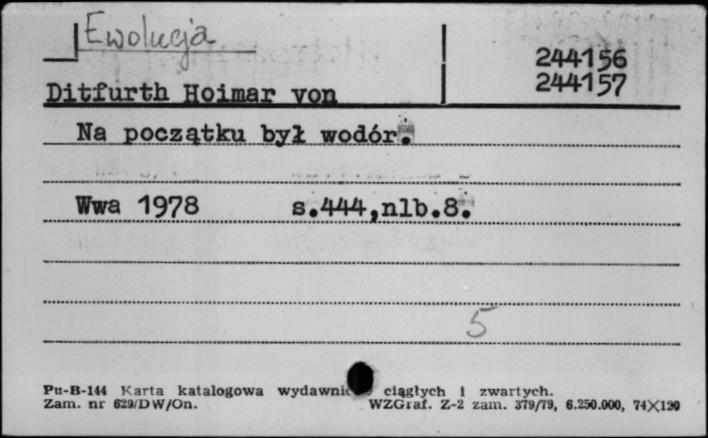 Ewolucja
244156
244157
Ditfurth Hoimar von
Na początku był wodór.
Wwa 1978 s.444,nlb.8.
5
Pu-B-144 Karta katalogowa ciągłych i zwartych.
Zam. nr 629/DW/On. WZGraf. Z-2 zam. 379/79, 6.250.000, 74X120